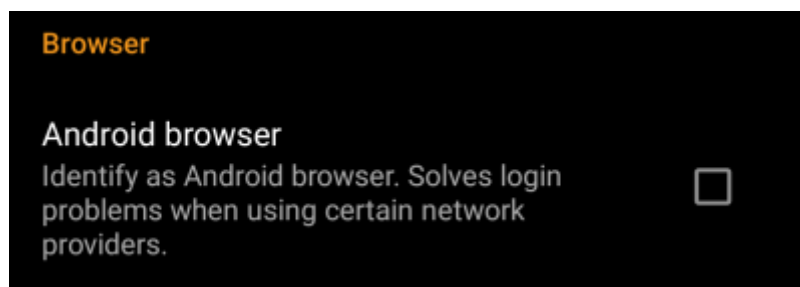 Browser
Android browser
Identify as Android browser. Solves login
problems when using certain network
providers.